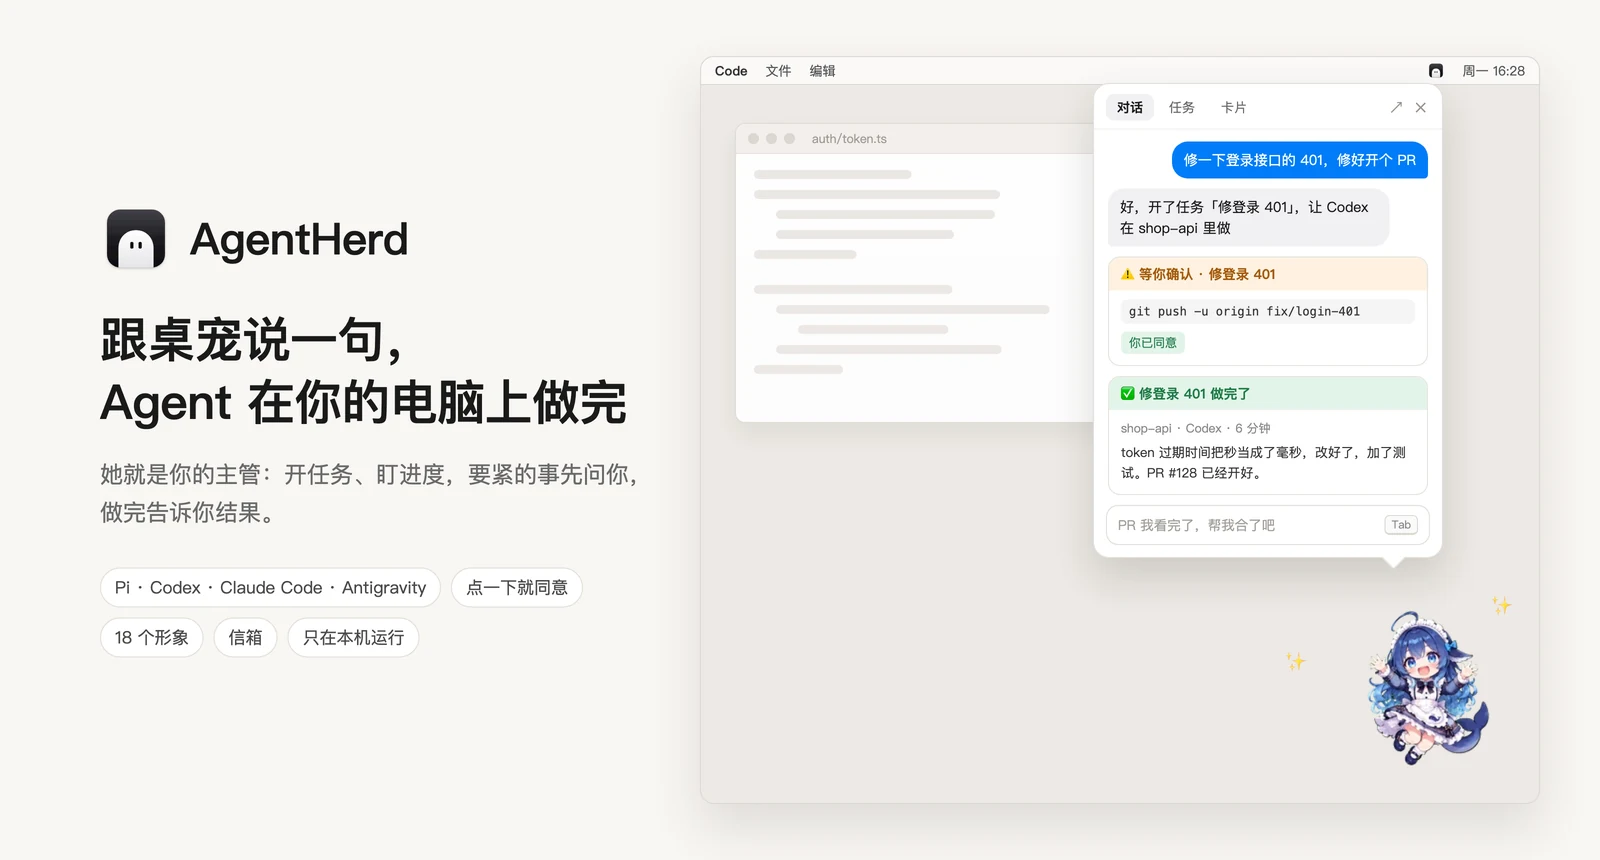 AgentHerd
跟桌宠说一句，
Agent 在你的电脑上做完
她就是你的主管：开任务、盯进度，要紧的事先问你，
做完告诉你结果。
Pi · Codex · Claude Code · Antigravity
点一下就同意
18 个形象
信箱
只在本机运行
Code 文件 编辑
周一 16:28
auth/token.ts
对话 任务 卡片
修一下登录接口的 401，修好开个 PR
好，开了任务「修登录 401」，让 Codex
在 shop-api 里做
⚠️ 等你确认 · 修登录 401
git push -u origin fix/login-401
你已同意
✅ 修登录 401 做完了
shop-api · Codex · 6 分钟
token 过期时间把秒当成了毫秒，改好了，加了测
试。PR #128 已经开好。
PR 我看完了，帮我合了吧
Tab